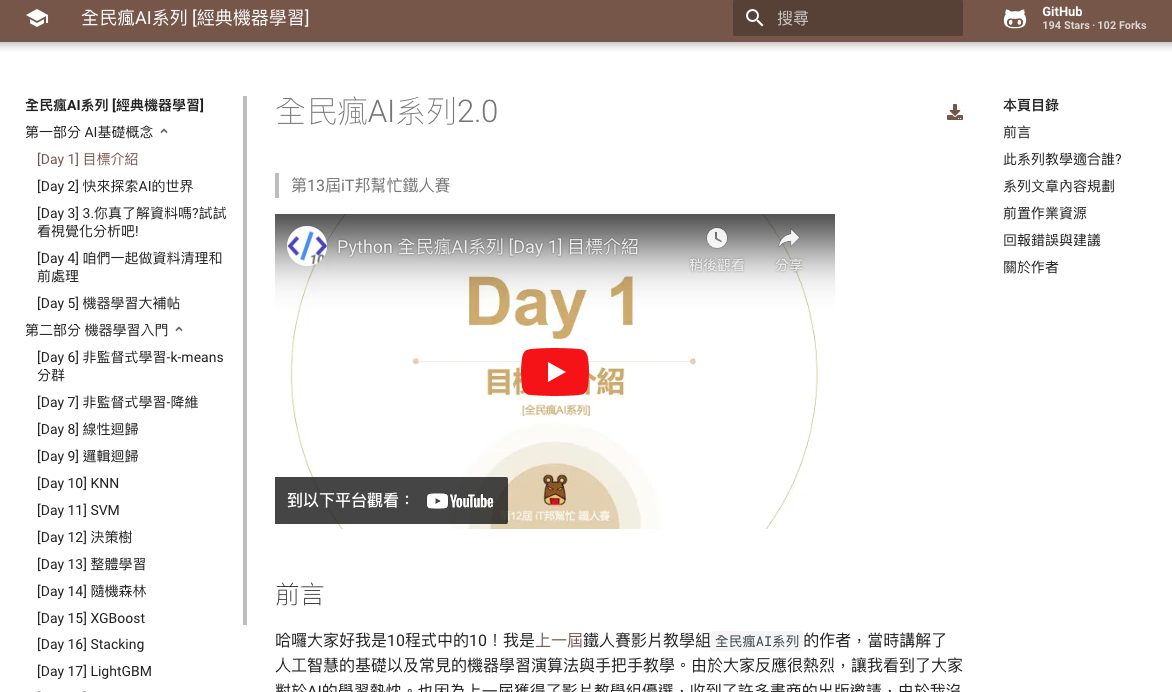 全民瘋AI系列 [經典機器學習]
搜尋
GitHub
194 Stars · 102 Forks
全民瘋AI系列 [經典機器學習]
第一部分 AI基礎概念
[Day 1] 目標介紹
[Day 2] 快來探索AI的世界
[Day 3] 3.你真了解資料嗎?試試
看視覺化分析吧!
[Day 4] 咱們一起做資料清理和
前處理
[Day 5] 機器學習大補帖
第二部分 機器學習入門
[Day 6] 非監督式學習-k-means
分群
[Day 7] 非監督式學習-降維
[Day 8] 線性迴歸
[Day 9] 邏輯迴歸
[Day 10] KNN
[Day 11] SVM
[Day 12] 決策樹
[Day 13] 整體學習
[Day 14] 隨機森林
[Day 15] XGBoost
[Day 16] Stacking
[Day 17] LightGBM
全民瘋AI系列2.0
第13屆iT邦幫忙鐵人賽
10
Python 全民瘋AI系列 [Day 1] 目標介紹
稍後觀看
分享
Day 1
目標介紹
[全民瘋AI系列]
到以下平台觀看：
YouTube
12屆 iT邦幫忙 鐵人賽
前言
哈囉大家好我是10程式中的10！我是上一屆鐵人賽影片教學組 全民瘋AI系列 的作者，當時講解了
人工智慧的基礎以及常見的機器學習演算法與手把手教學。由於大家反應很熱烈，讓我看到了大家
對於AI的學習熱忱。也因為上一屆獲得了影片教學組優選，收到了許多書商的出版邀請，由於我沒
本頁目錄
前言
此系列教學適合誰?
系列文章內容規劃
前置作業資源
回報錯誤與建議
關於作者